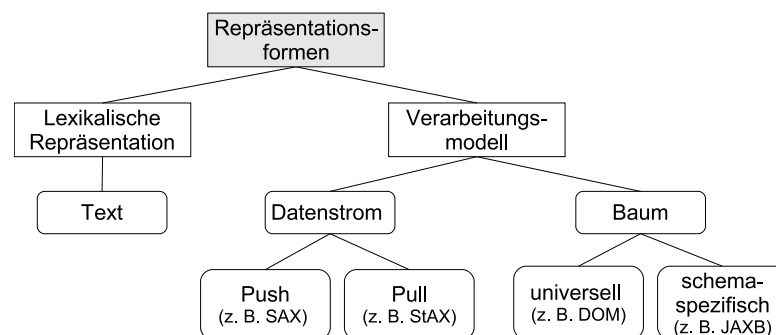 Repräsentations-
formen
Lexikalische
Repräsentation
Verarbeitungs-
modell
Text
Datenstrom
Baum
Push
(z. B. SAX)
Pull
(z. B. StAX)
universell
(z. B. DOM)
schema-
spezifisch
(z. B. JAXB)